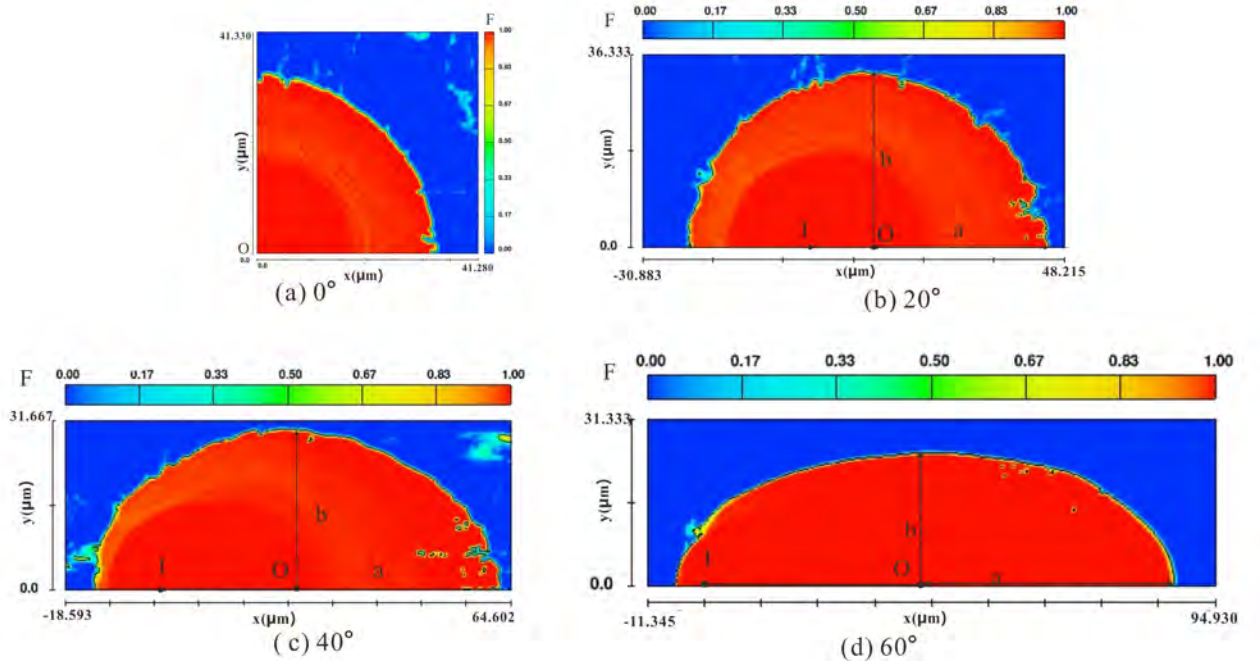 F
41.330
y(μm)
O
0.0
0.0
x(μm)
41.280
1.00
0.83
0.67
0.50
0.33
0.17
0.00
(a) 0°
F
0.00 0.17 0.33 0.50 0.67 0.83 1.00
36.333
y(μm)
0.0
b
O
a
-30.883
x(μm)
48.215
(b) 20°
F
0.00 0.17 0.33 0.50 0.67 0.83 1.00
31.667
y(μm)
0.0
b
I
O
a
-18.593
x(μm)
64.602
(c) 40°
F
0.00 0.17 0.33 0.50 0.67 0.83 1.00
31.333
y(μm)
0.0
b
I
O
a
-11.345
x(μm)
94.930
(d) 60°